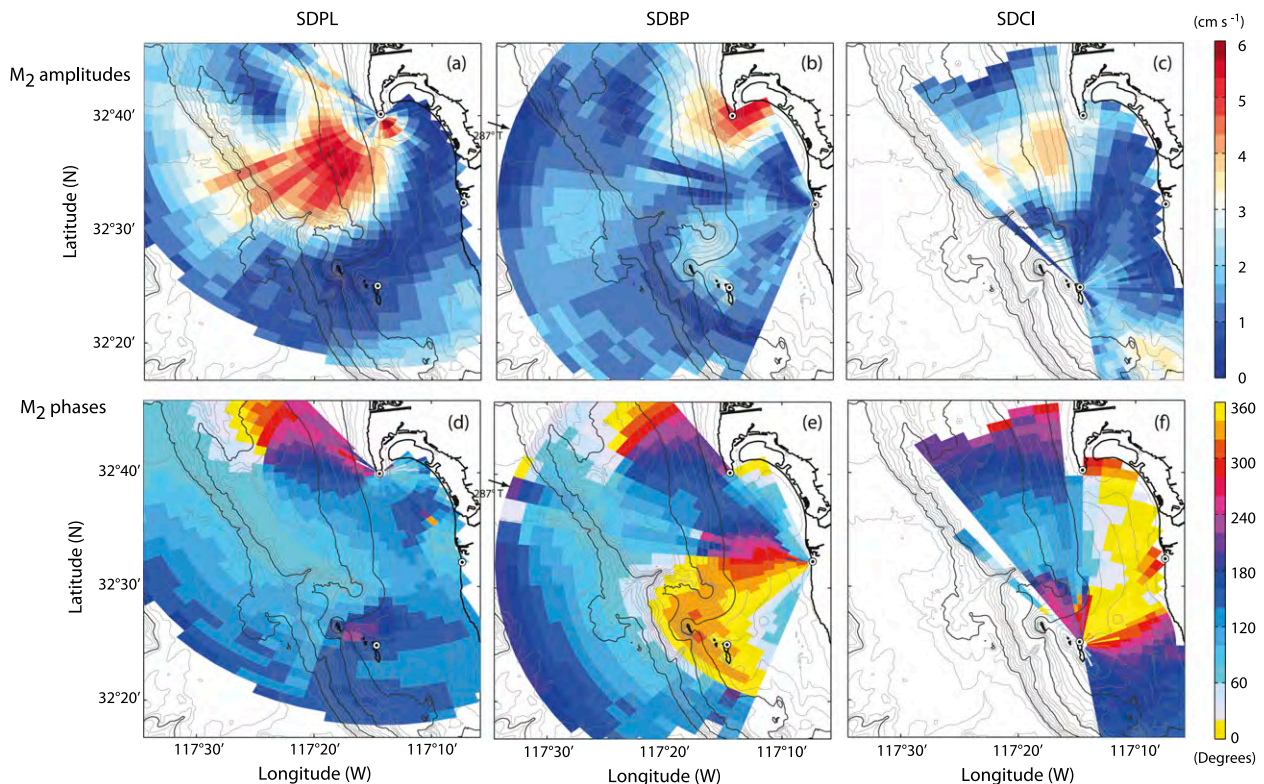 SDPL
SDBP
SDCI
(cm s⁻¹)
M₂ amplitudes
(a)
(b)
(c)
6
5
4
3
2
1
0
32°40′
32°30′
32°20′
Latitude (N)
287° T
M₂ phases
(d)
(e)
(f)
360
300
240
180
120
60
0
(Degrees)
32°40′
32°30′
32°20′
Latitude (N)
287° T
117°30′
117°20′
117°10′
117°30′
117°20′
117°10′
117°30′
117°20′
117°10′
Longitude (W)
Longitude (W)
Longitude (W)